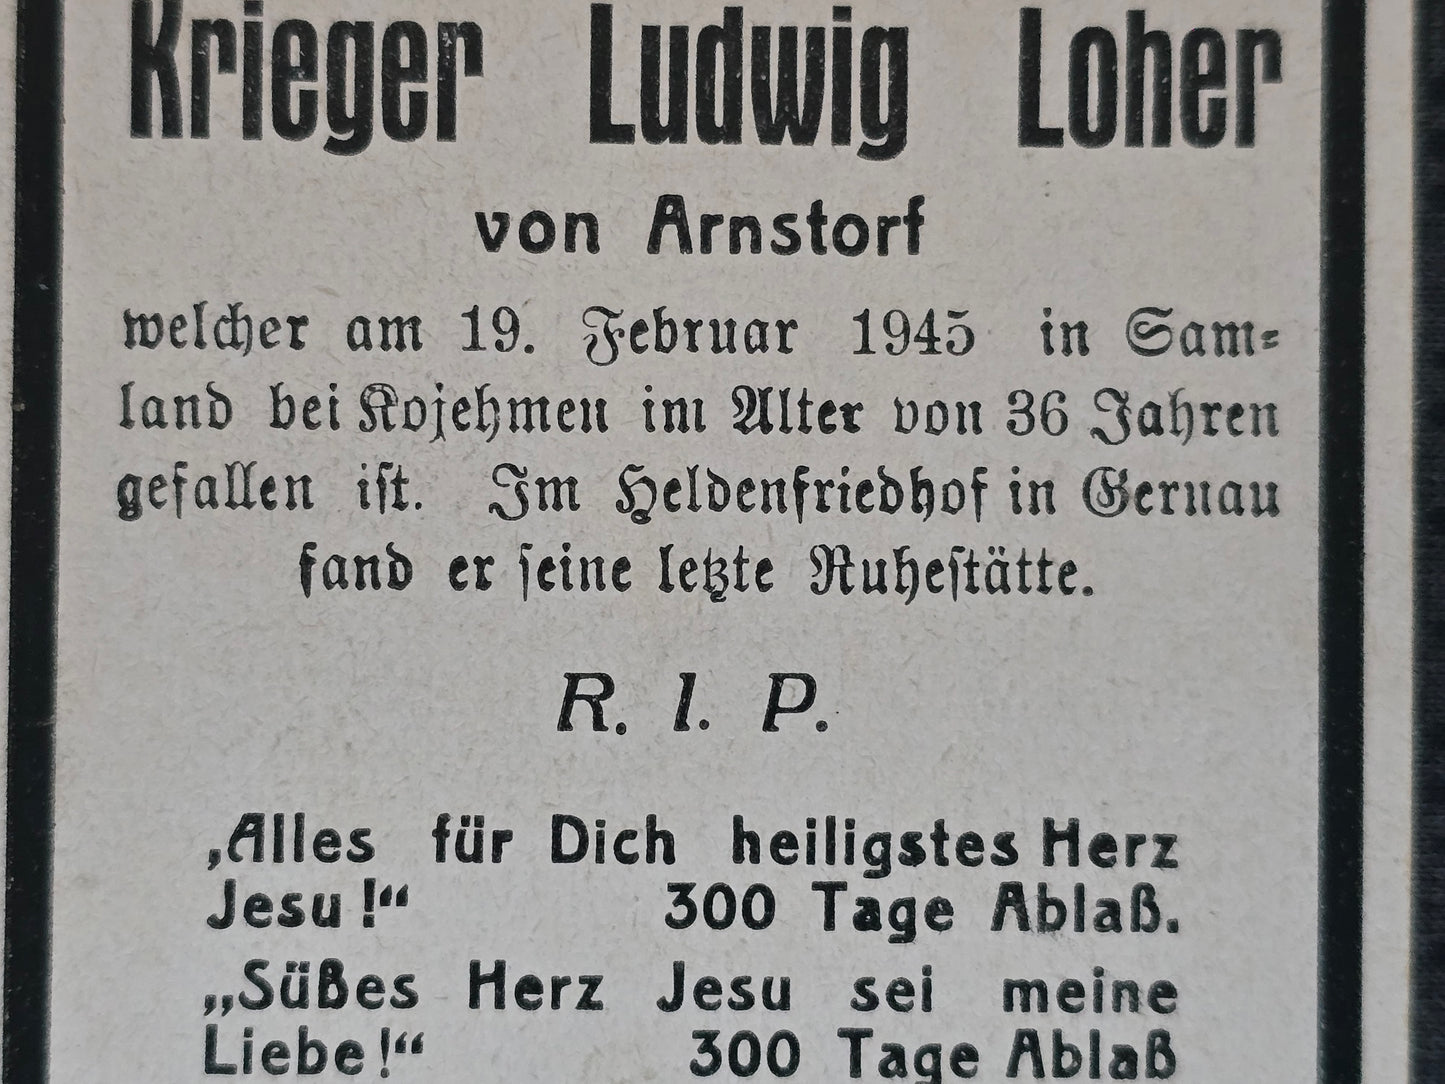 Krieger Ludwig Loher
von Arnstorf
welcher am 19. Februar 1945 in Sam=
land bei Kojehmen im Alter von 36 Jahren
gefallen ist. Im Heldenfriedhof in Gernau
fand er seine letzte Ruhestätte.
R. I. P.
‚Alles für Dich heiligstes Herz
Jesu!“ 300 Tage Ablaß.
„Süßes Herz Jesu sei meine
Liebe!“ 300 Tage Ablaß